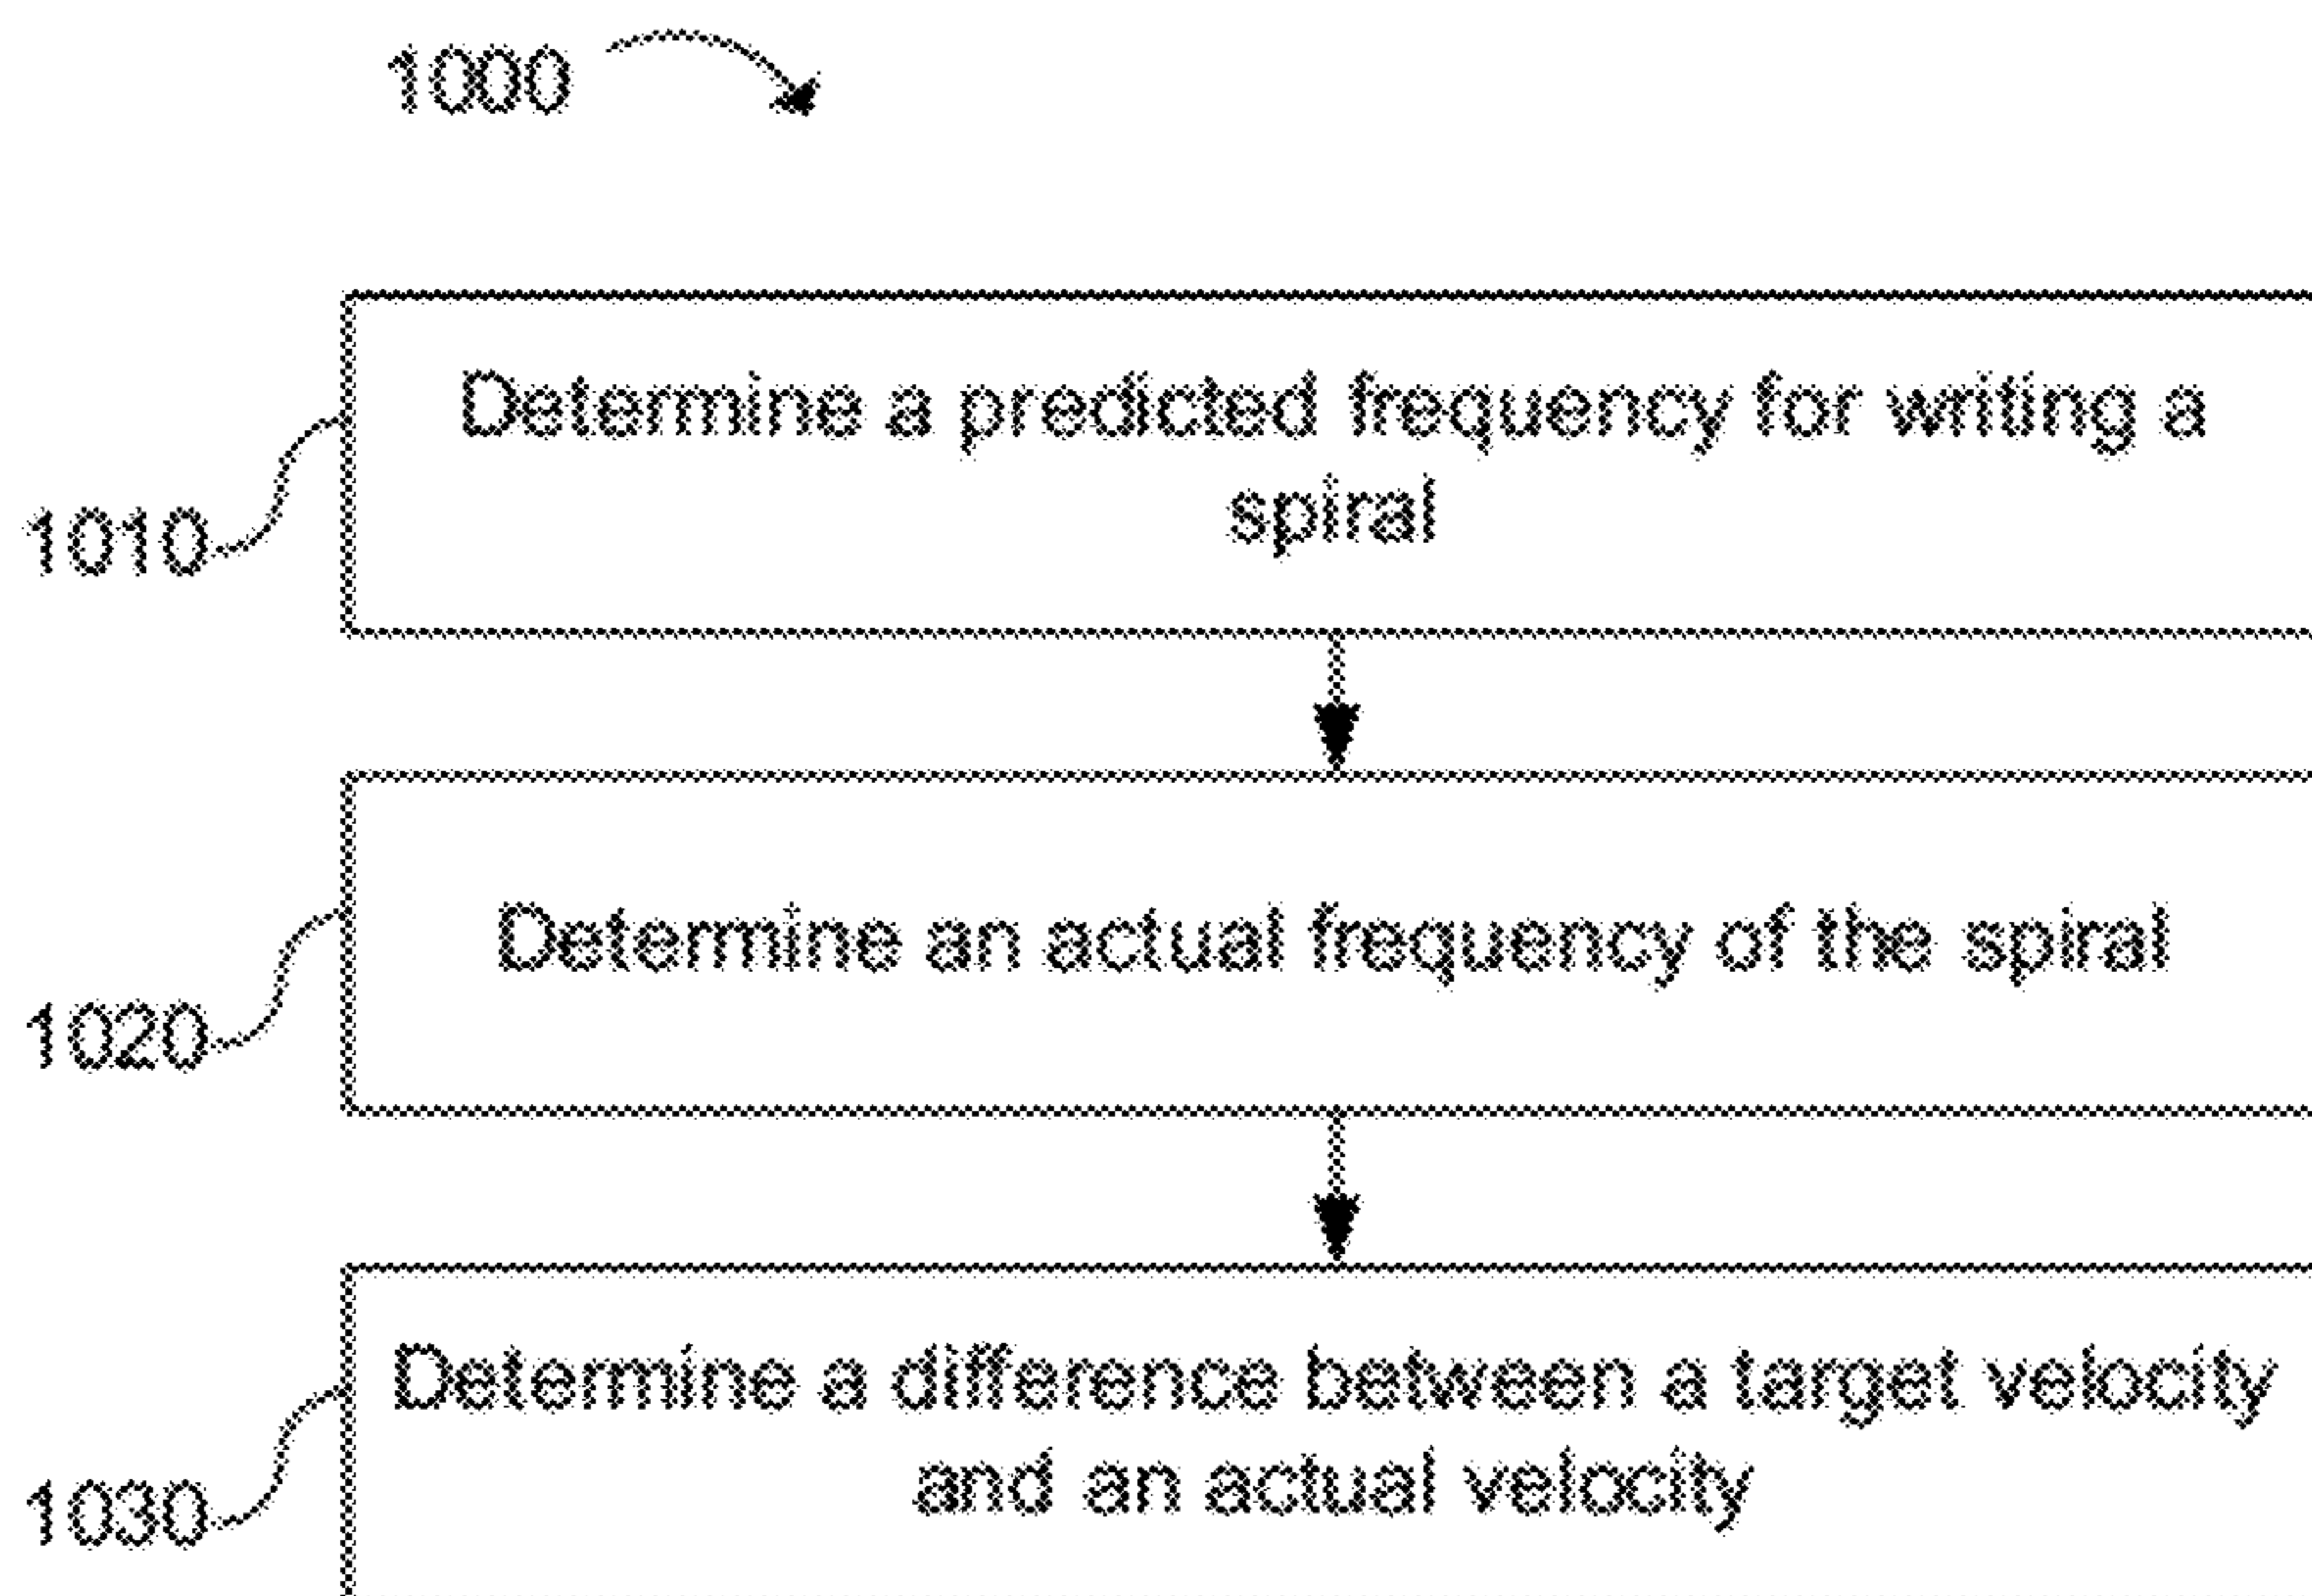 1000
Determine a predicted frequency for writing a
spiral
1010
Determine an actual frequency of the spiral
1020
Determine a difference between a target velocity
and an actual velocity
1030